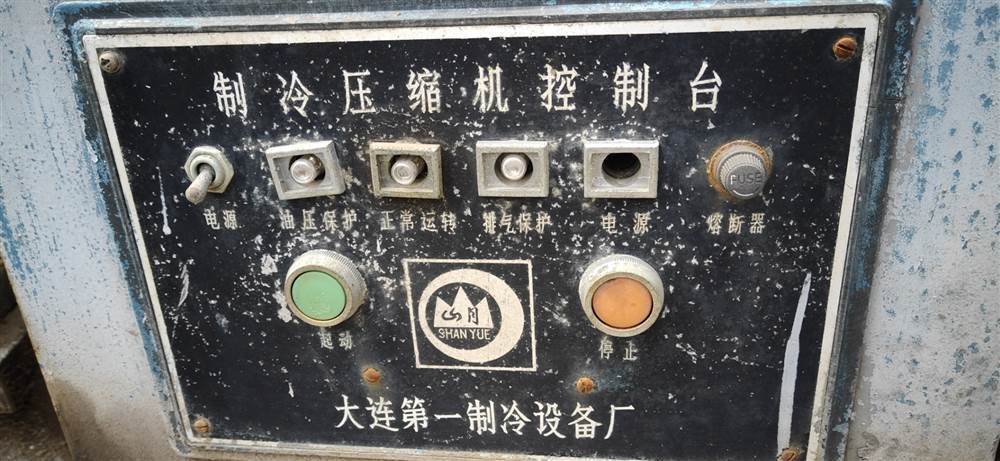 制冷压缩机控制台
电源 油压保护 正常运转 排气保护 电源 熔断器
FUSE
起动 停止
山月
SHAN YUE
大连第一制冷设备厂